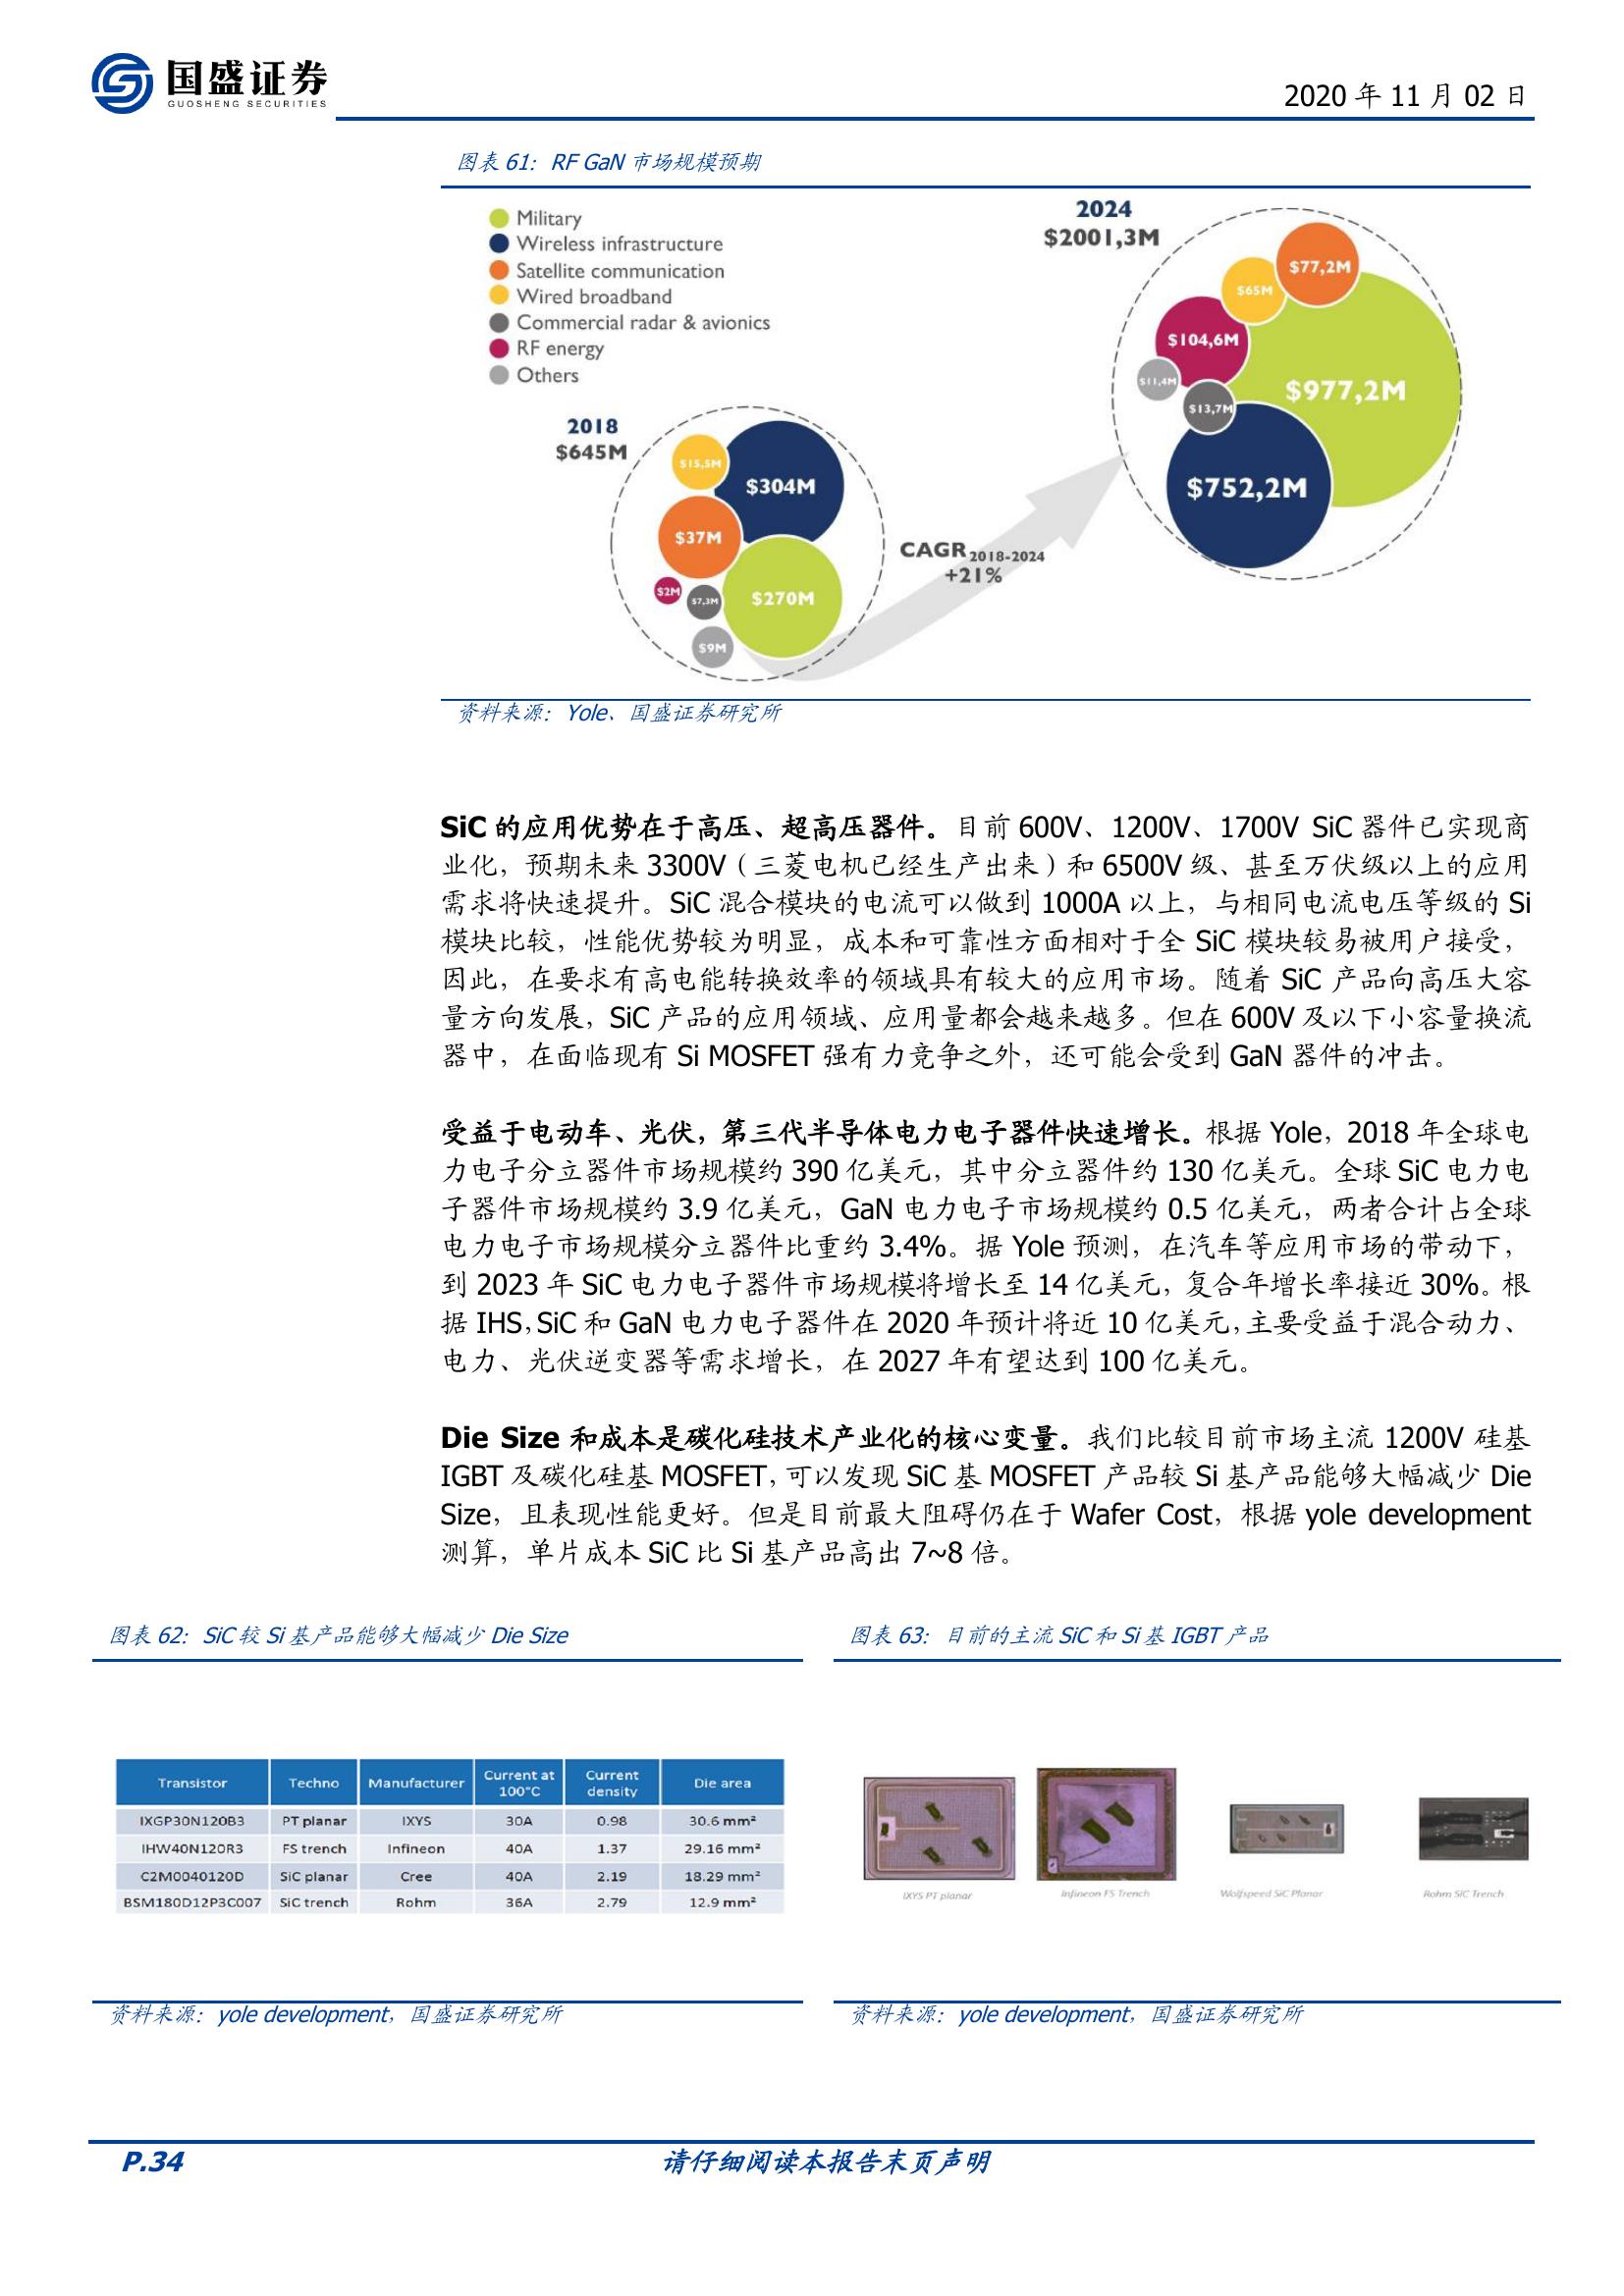 国盛证券
GUOSHENG SECURITIES
2020 年 11 月 02 日
图表 61：RF GaN 市场规模预期
Military
Wireless infrastructure
Satellite communication
Wired broadband
Commercial radar & avionics
RF energy
Others
2018
$645M
$15,5M
$304M
$37M
$2M
$7,3M
$270M
$9M
CAGR 2018-2024
+21%
2024
$2001,3M
$77,2M
$65M
$104,6M
$11,4M
$13,7M
$977,2M
$752,2M
资料来源：Yole、国盛证券研究所
SiC 的应用优势在于高压、超高压器件。目前 600V、1200V、1700V SiC 器件已实现商
业化，预期未来 3300V（三菱电机已经生产出来）和 6500V 级、甚至万伏级以上的应用
需求将快速提升。SiC 混合模块的电流可以做到 1000A 以上，与相同电流电压等级的 Si
模块比较，性能优势较为明显，成本和可靠性方面相对于全 SiC 模块较易被用户接受，
因此，在要求有高电能转换效率的领域具有较大的应用市场。随着 SiC 产品向高压大容
量方向发展，SiC 产品的应用领域、应用量都会越来越多。但在 600V 及以下小容量换流
器中，在面临现有 Si MOSFET 强有力竞争之外，还可能会受到 GaN 器件的冲击。
受益于电动车、光伏，第三代半导体电力电子器件快速增长。根据 Yole，2018 年全球电
力电子分立器件市场规模约 390 亿美元，其中分立器件约 130 亿美元。全球 SiC 电力电
子器件市场规模约 3.9 亿美元，GaN 电力电子市场规模约 0.5 亿美元，两者合计占全球
电力电子市场规模分立器件比重约 3.4%。据 Yole 预测，在汽车等应用市场的带动下，
到 2023 年 SiC 电力电子器件市场规模将增长至 14 亿美元，复合年增长率接近 30%。根
据 IHS，SiC 和 GaN 电力电子器件在 2020 年预计将近 10 亿美元，主要受益于混合动力、
电力、光伏逆变器等需求增长，在 2027 年有望达到 100 亿美元。
Die Size 和成本是碳化硅技术产业化的核心变量。我们比较目前市场主流 1200V 硅基
IGBT 及碳化硅基 MOSFET，可以发现 SiC 基 MOSFET 产品较 Si 基产品能够大幅减少 Die
Size，且表现性能更好。但是目前最大阻碍仍在于 Wafer Cost，根据 yole development
测算，单片成本 SiC 比 Si 基产品高出 7~8 倍。
图表 62：SiC 较 Si 基产品能够大幅减少 Die Size
Transistor Techno Manufacturer Current at 100°C Current density Die area
IXGP30N120B3 PT planar IXYS 30A 0.98 30.6 mm²
IHW40N120R3 FS trench Infineon 40A 1.37 29.16 mm²
C2M0040120D SiC planar Cree 40A 2.19 18.29 mm²
BSM180D12P3C007 SiC trench Rohm 36A 2.79 12.9 mm²
资料来源：yole development，国盛证券研究所
图表 63：目前的主流 SiC 和 Si 基 IGBT 产品
IXYS PT planar
Infineon FS Trench
Wolfspeed SiC Planar
Rohm SiC Trench
资料来源：yole development，国盛证券研究所
P.34
请仔细阅读本报告末页声明